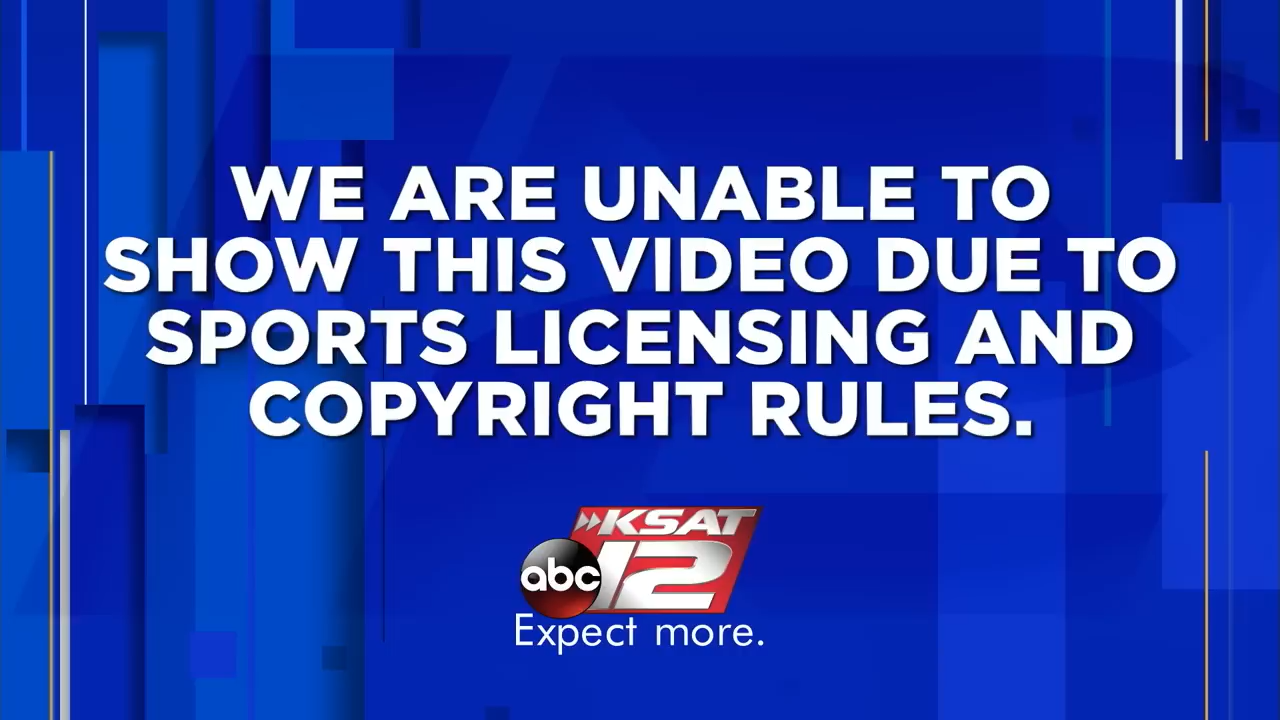 WE ARE UNABLE TO
SHOW THIS VIDEO DUE TO
SPORTS LICENSING AND
COPYRIGHT RULES.
KSAT
abc 12
Expect more.